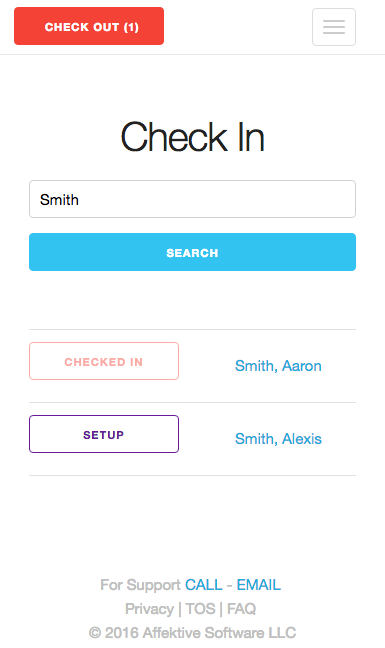 CHECK OUT (1)
Check In
Smith
SEARCH
CHECKED IN
Smith, Aaron
SETUP
Smith, Alexis
For Support CALL - EMAIL
Privacy | TOS | FAQ
© 2016 Affektive Software LLC